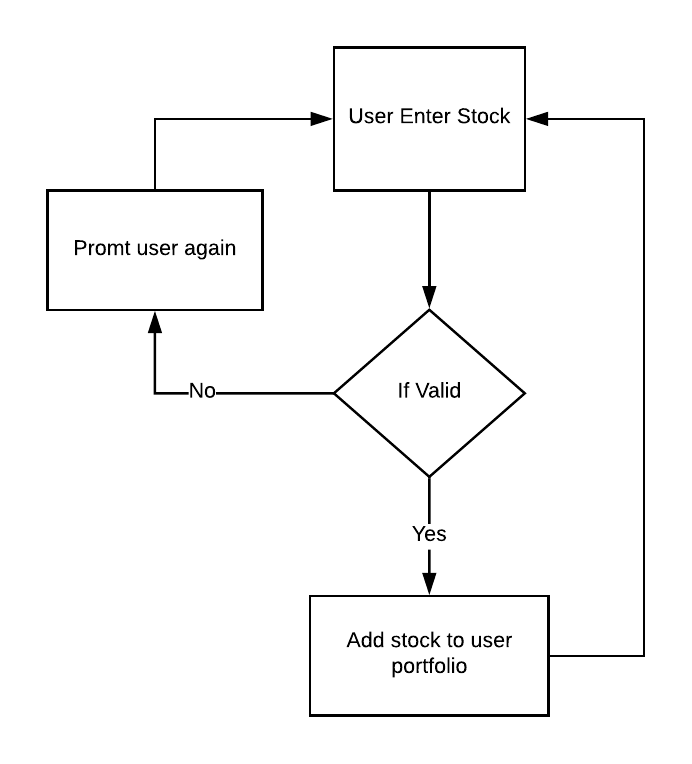 User Enter Stock
Promt user again
If Valid
No
Yes
Add stock to user
portfolio